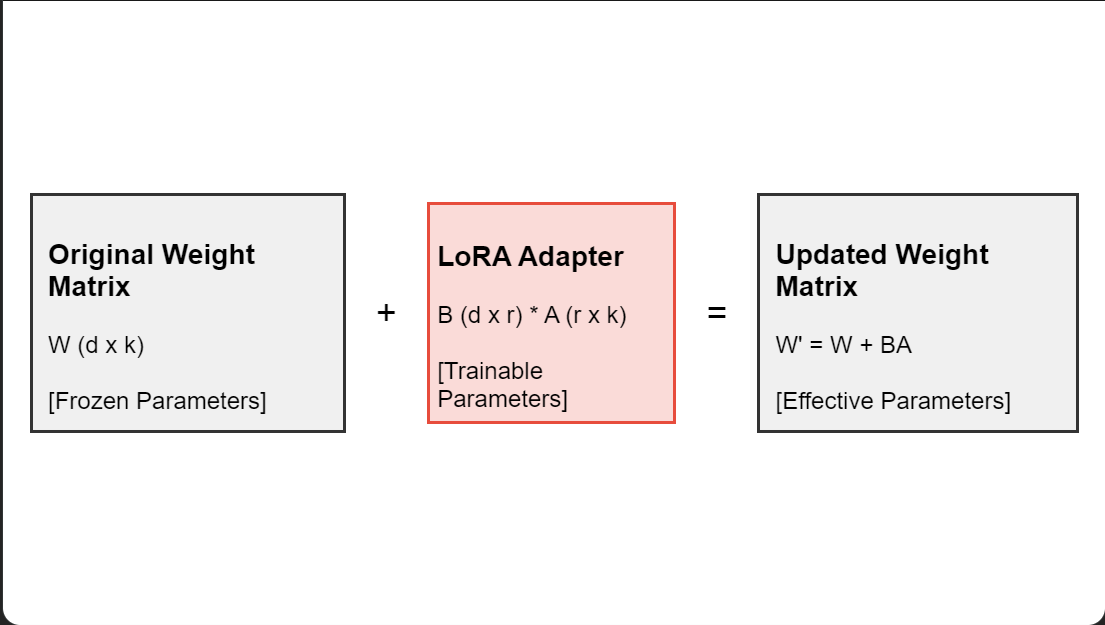 Original Weight
Matrix
W (d x k)
[Frozen Parameters]
+
LoRA Adapter
B (d x r) * A (r x k)
[Trainable
Parameters]
=
Updated Weight
Matrix
W' = W + BA
[Effective Parameters]